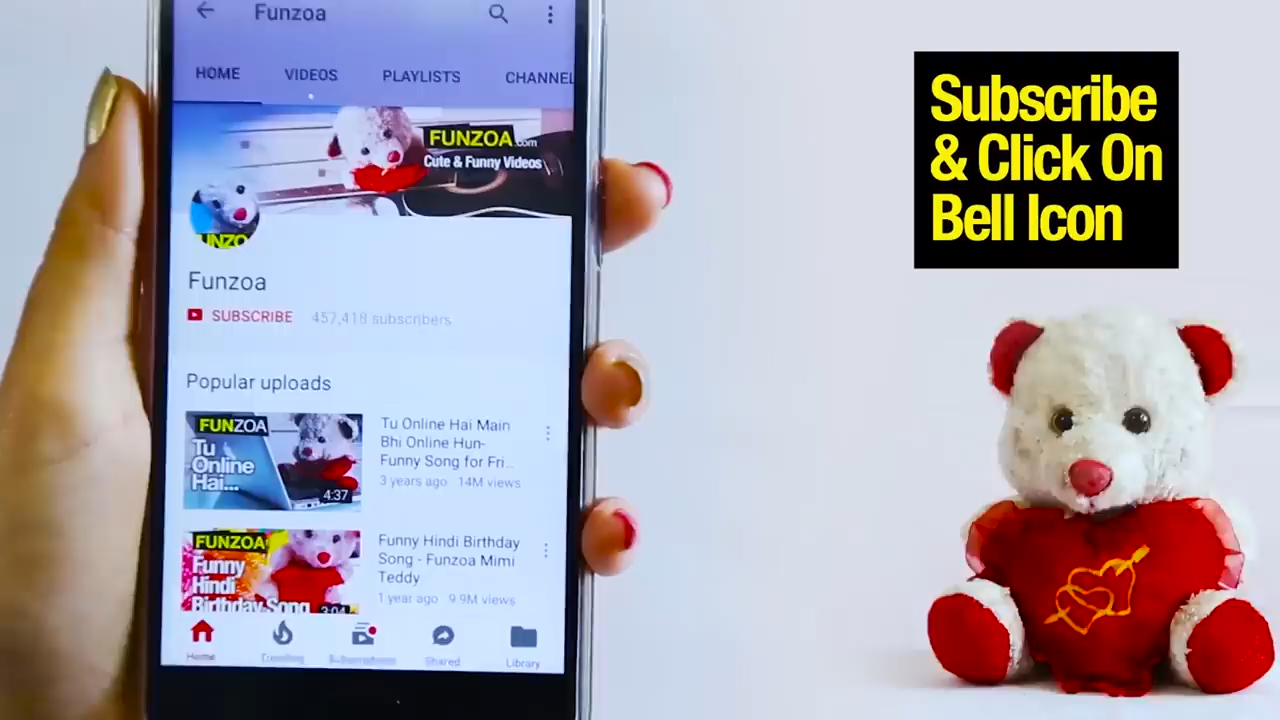 Funzoa
HOME VIDEOS PLAYLISTS CHANNEL
FUNZOA.com
Cute & Funny Videos
UNZO
Funzoa
SUBSCRIBE 457,418 subscribers
Popular uploads
FUNZOA
Tu
Online
Hai...
4:37
Tu Online Hai Main
Bhi Online Hun-
Funny Song for Fri...
3 years ago 14M views
FUNZOA
Funny
Hindi
Birthday Song
3:04
Funny Hindi Birthday
Song - Funzoa Mimi
Teddy
1 year ago 9.9M views
Home Trending Subscriptions Shared Library
Subscribe
& Click On
Bell Icon